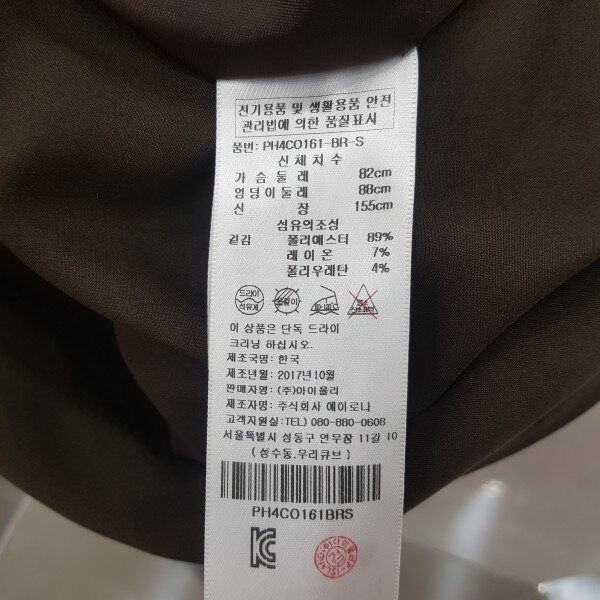 전기용품 및 생활용품 안전
관리법에 의한 품질표시
품번: PH4CO161-BR-S
신체치수
가슴둘레 82cm
엉덩이둘레 88cm
신장 155cm
섬유의조성
겉감 폴리에스터 89%
레이온 7%
폴리우레탄 4%
드라이
석유계
이 상품은 단독 드라이
크리닝 하십시오.
제조국명: 한국
제조년월: 2017년10월
판매자명: (주)아이올리
제조자명: 주식회사 에이로나
고객지원실:TEL) 080-880-0608
서울특별시 성동구 연무장 11길 10
(성수동,우리큐브)
PH4CO161BRS